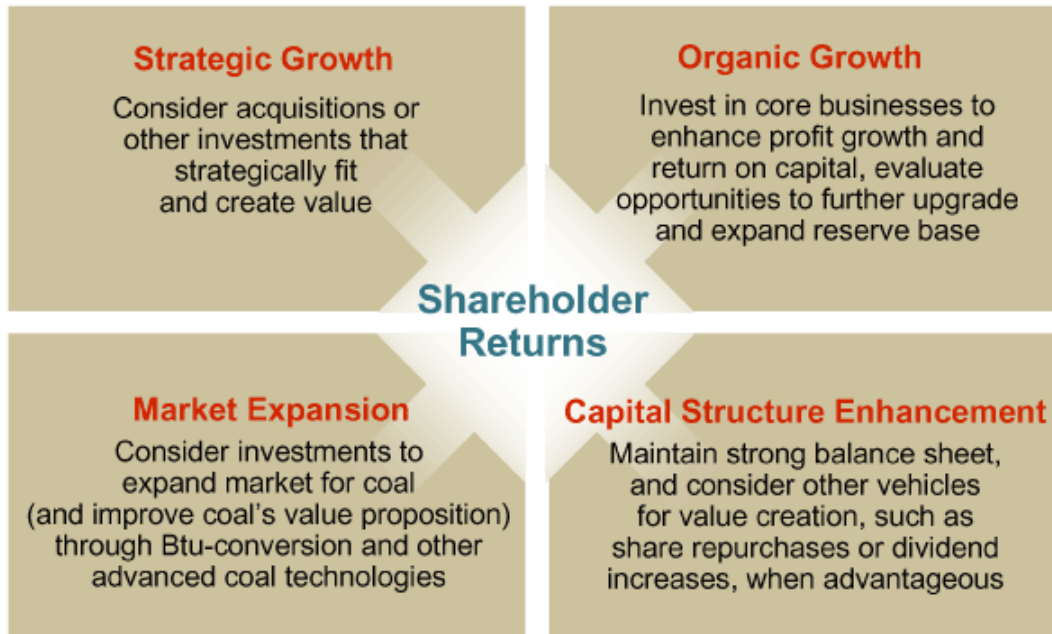 Strategic Growth
Consider acquisitions or
other investments that
strategically fit
and create value
Organic Growth
Invest in core businesses to
enhance profit growth and
return on capital, evaluate
opportunities to further upgrade
and expand reserve base
Shareholder
Returns
Market Expansion
Consider investments to
expand market for coal
(and improve coal's value proposition)
through Btu-conversion and other
advanced coal technologies
Capital Structure Enhancement
Maintain strong balance sheet,
and consider other vehicles
for value creation, such as
share repurchases or dividend
increases, when advantageous